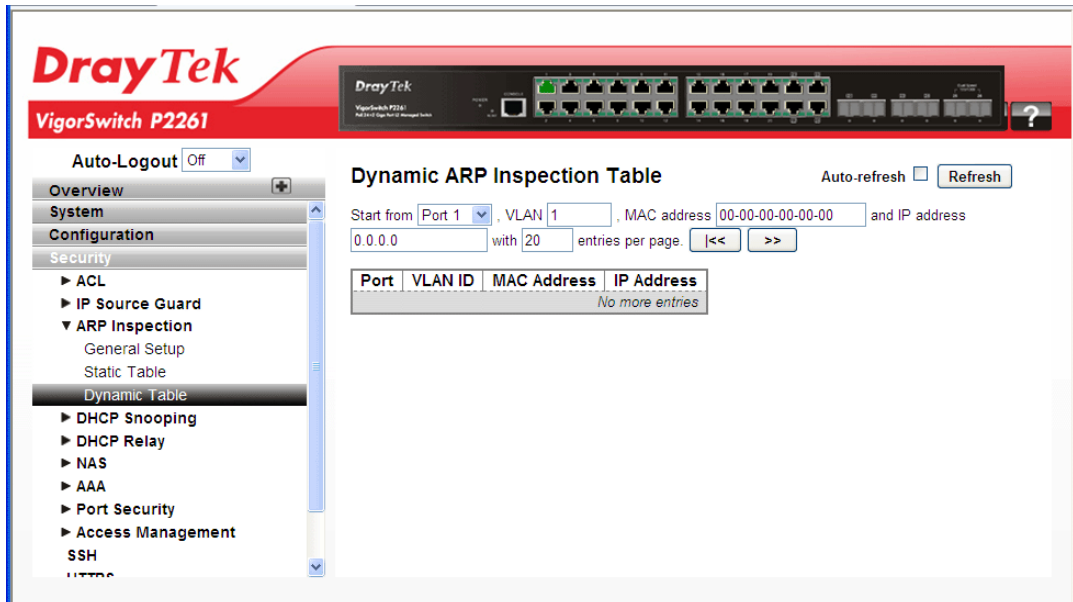 DrayTek
VigorSwitch P2261
DrayTek
VigorSwitch P2261
?
Auto-Logout Off
Overview
System
Configuration
Security
ACL
IP Source Guard
ARP Inspection
General Setup
Static Table
Dynamic Table
DHCP Snooping
DHCP Relay
NAS
AAA
Port Security
Access Management
SSH
HTTPS
Dynamic ARP Inspection Table
Auto-refresh Refresh
Start from Port 1 , VLAN 1 , MAC address 00-00-00-00-00-00 and IP address
0.0.0.0 with 20 entries per page. |<< >>
Port VLAN ID MAC Address IP Address
No more entries